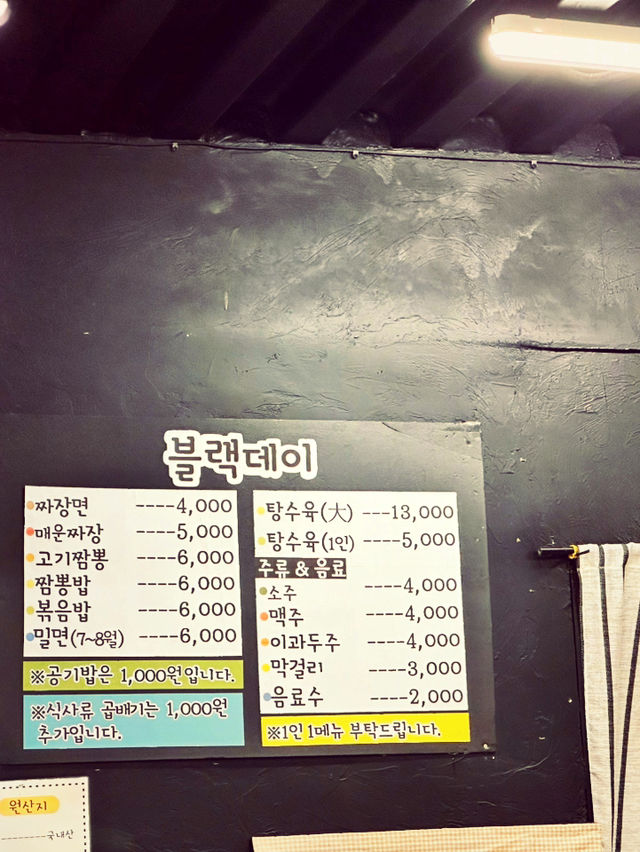 블랙데이
짜장면 ----4,000
매운짜장 ----5,000
고기짬뽕 ----6,000
짬뽕밥 ----6,000
볶음밥 ----6,000
밀면(7~8월) ----6,000
※공기밥은 1,000원입니다.
※식사류 곱배기는 1,000원
추가입니다.
탕수육(大) ---13,000
탕수육(1인) ----5,000
주류 & 음료
소주 ----4,000
맥주 ----4,000
이과두주 ----4,000
막걸리 ----3,000
음료수 ----2,000
※1인 1메뉴 부탁드립니다.
원산지
--------국내산